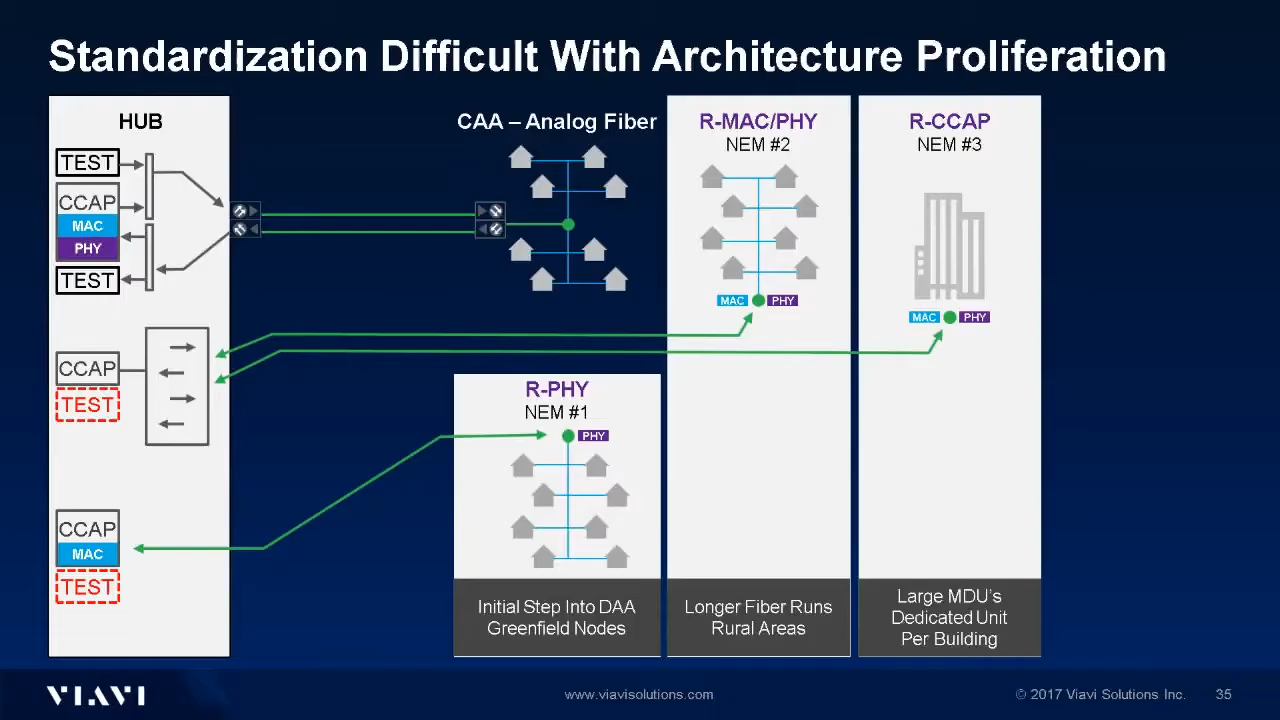 Standardization Difficult With Architecture Proliferation
HUB
TEST
CCAP
MAC
PHY
TEST
CCAP
TEST
CCAP
MAC
TEST
CAA – Analog Fiber
R-PHY
NEM #1
PHY
Initial Step Into DAA
Greenfield Nodes
R-MAC/PHY
NEM #2
MAC PHY
Longer Fiber Runs
Rural Areas
R-CCAP
NEM #3
MAC PHY
Large MDU's
Dedicated Unit
Per Building
VIAVI
www.viavisolutions.com
© 2017 Viavi Solutions Inc.
35